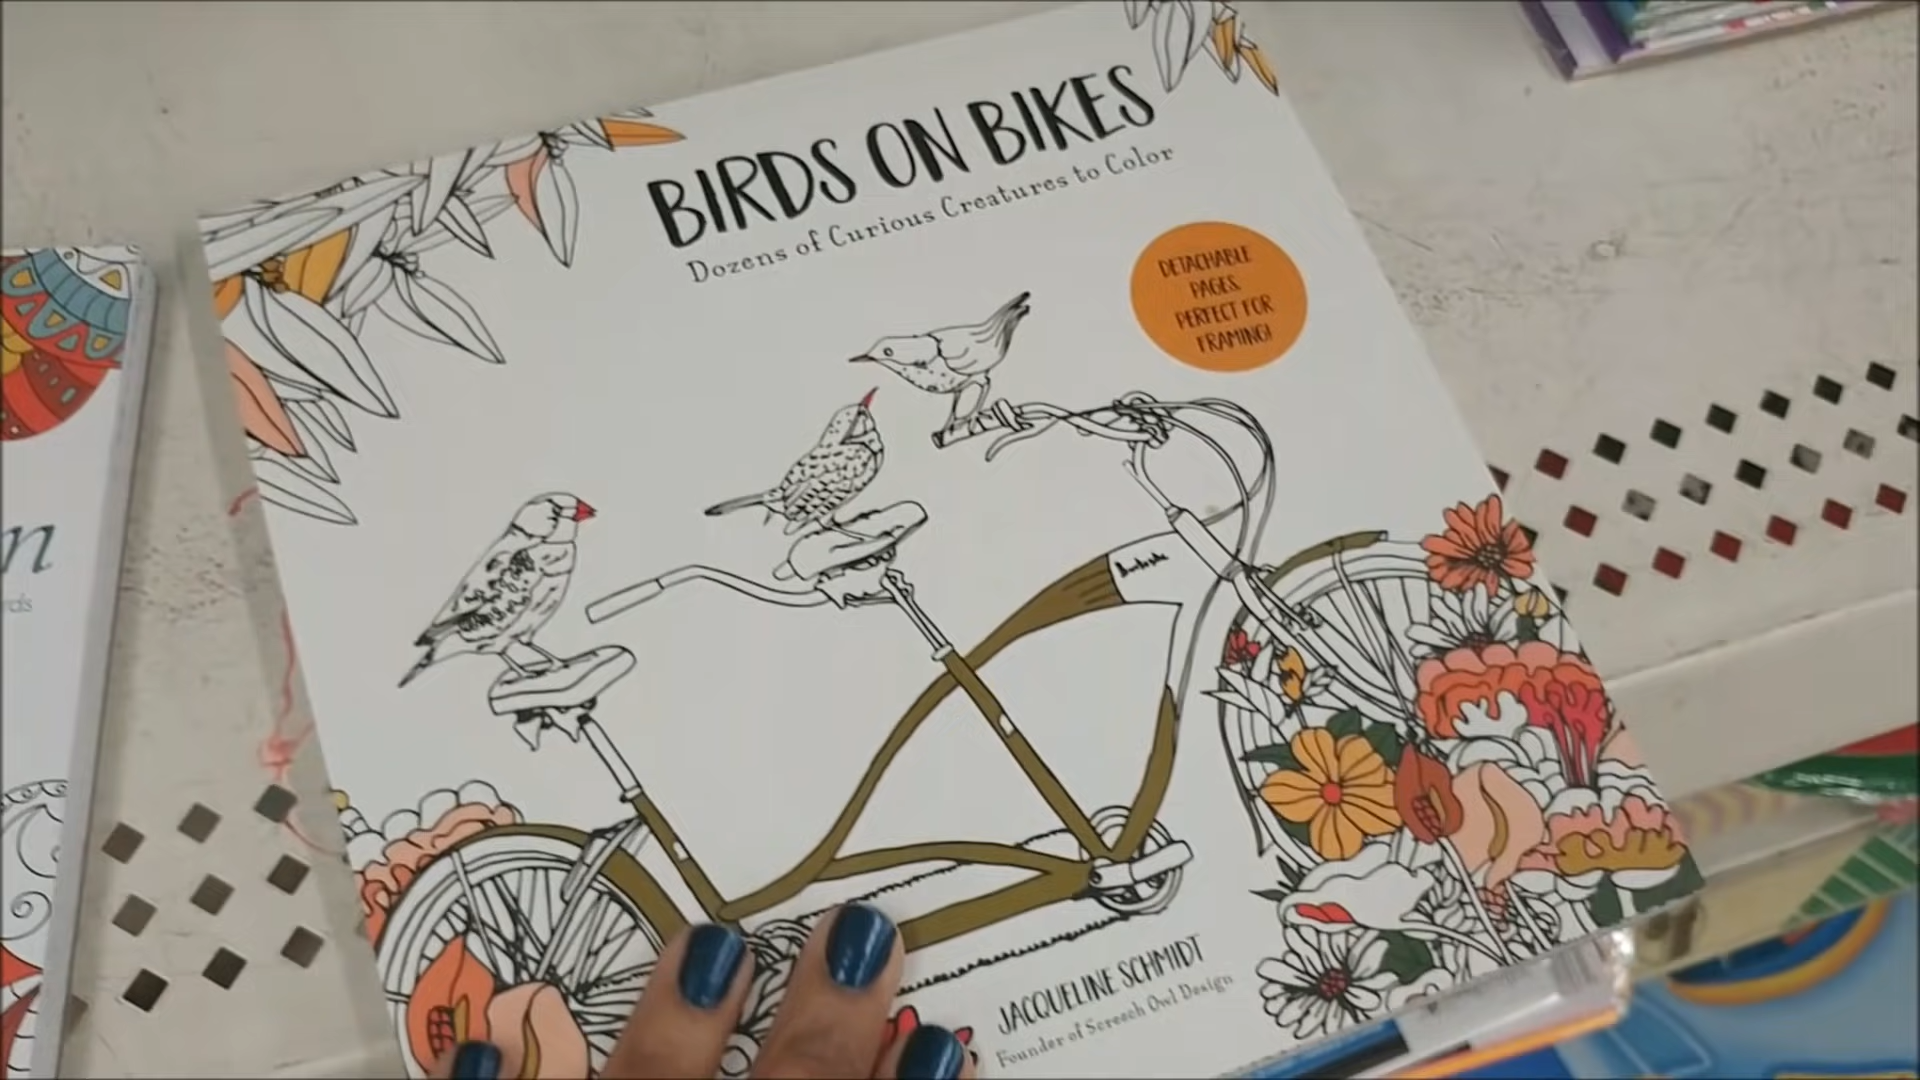 BIRDS ON BIKES
Dozens of Curious Creatures to Color
DETACHABLE
PAGES,
PERFECT FOR
FRAMING!
JACQUELINE SCHMIDT
Founder of Screech Owl Design